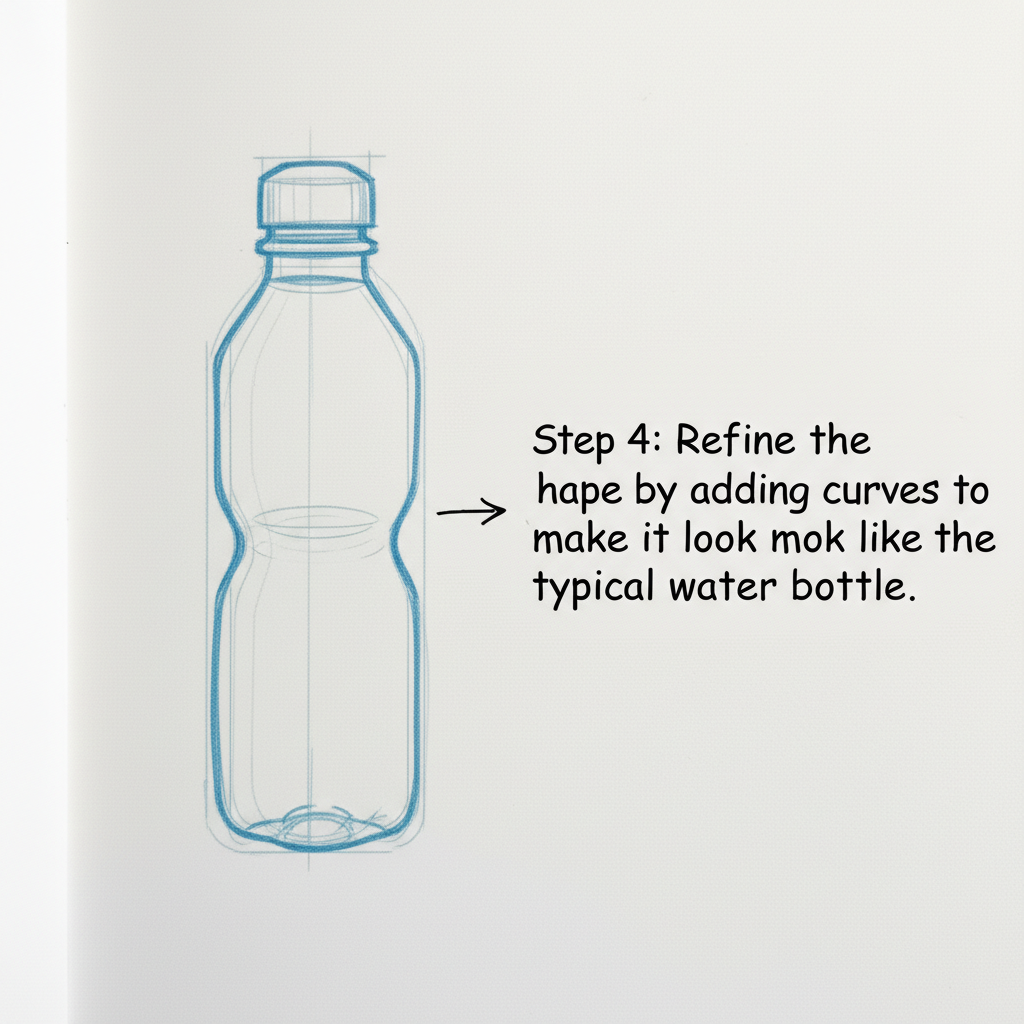 Step 4: Refine the
hape by adding curves to
make it look mok like the
typical water bottle.